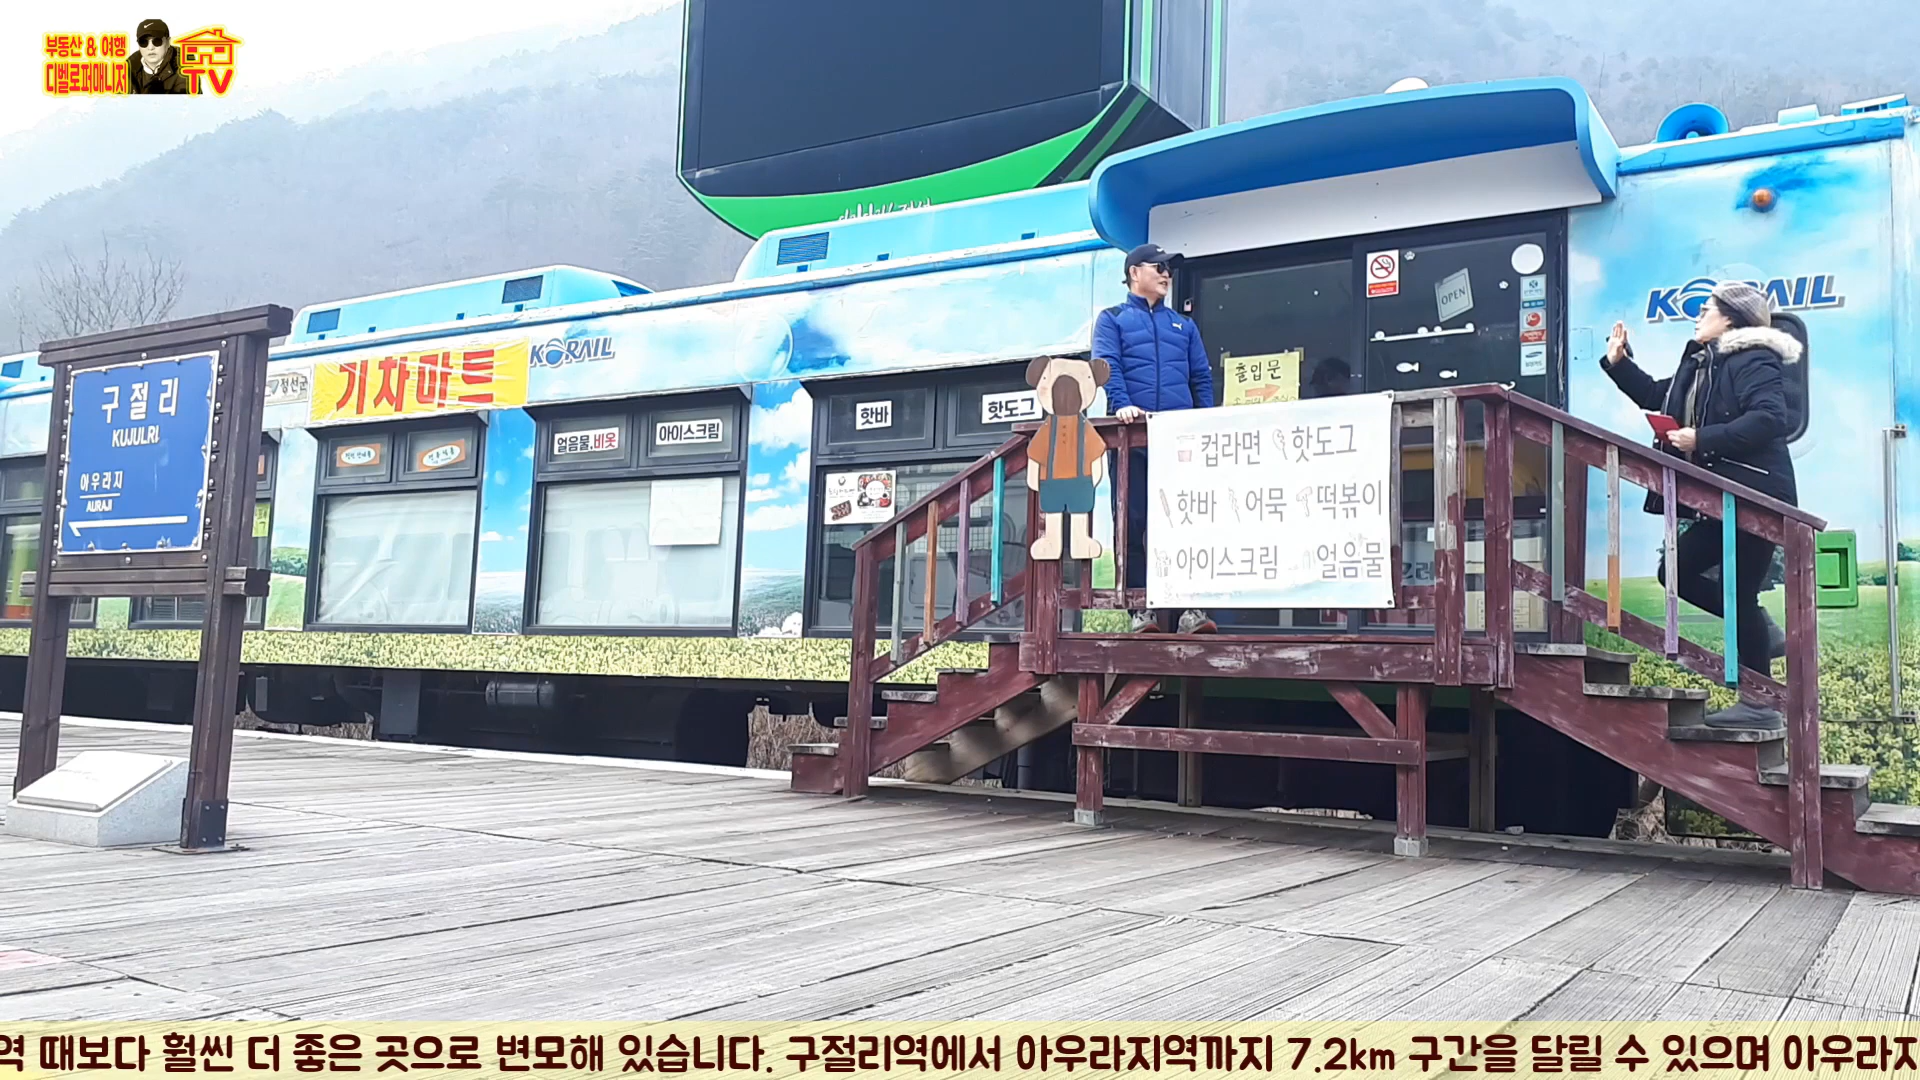 부동산 & 여행
디벨로퍼매니저
TV
구절리
KUJULRI
아우라지
AURAJI
정선군
기차마트
KORAIL
얼음물,비옷
아이스크림
핫바
핫도그
출입문
OPEN
KORAIL
컵라면 핫도그
핫바 어묵 떡볶이
아이스크림 얼음물
역 때보다 훨씬 더 좋은 곳으로 변모해 있습니다. 구절리역에서 아우라지역까지 7.2km 구간을 달릴 수 있으며 아우라지